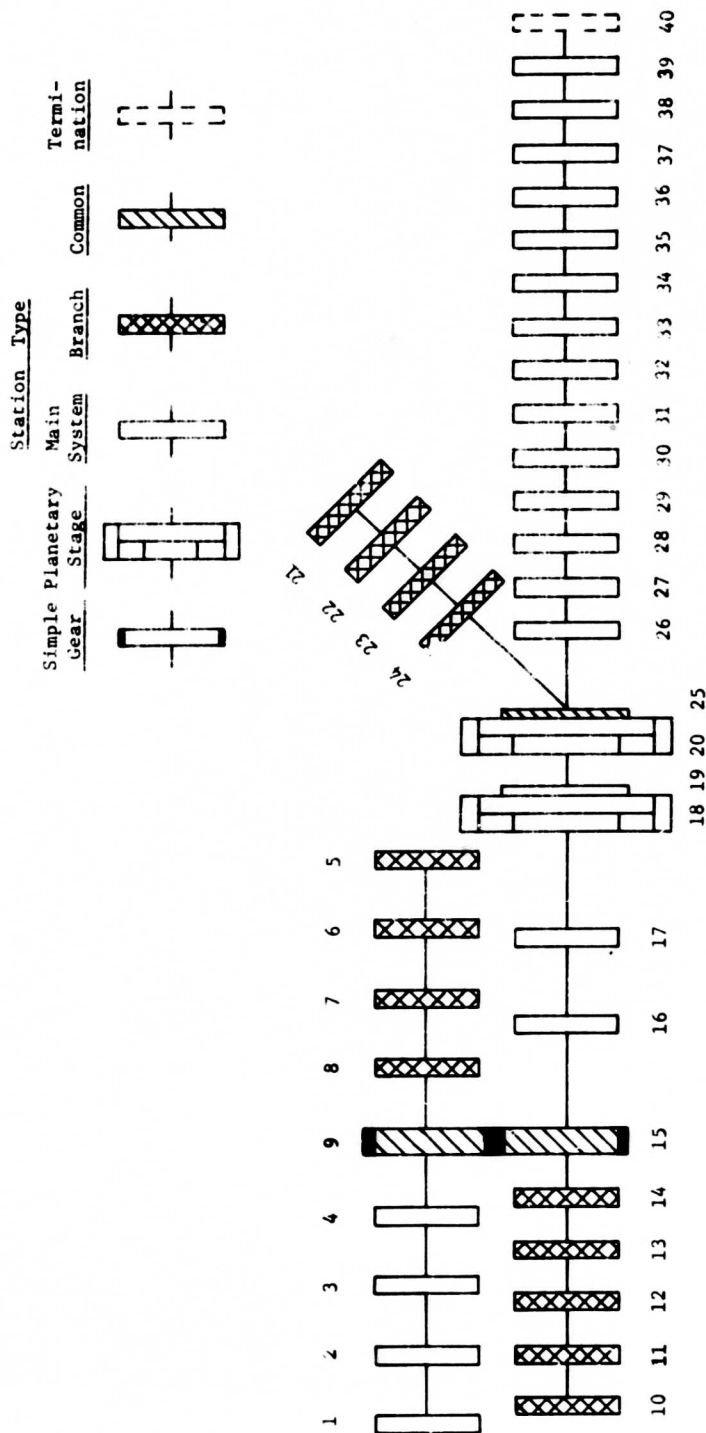 Station Type
Simple Gear
Planetary Stage
Main System
Branch
Common
Termi-
nation
1 2 3 4 9 8 7 6 5
10 11 12 13 14 15 16 17 18 19 20 25 26 27 28 29 30 31 32 33 34 35 36 37 38 39 40
21
22
23
24